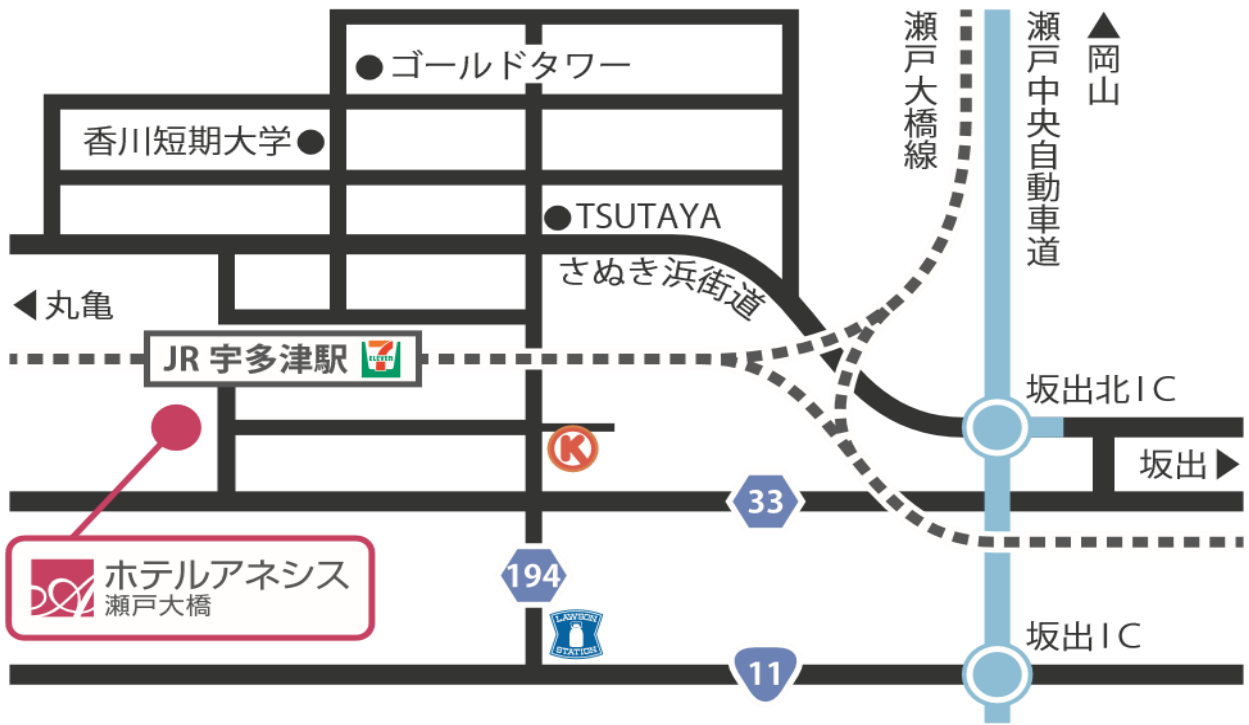 瀬戸大橋線
瀬戸中央自動車道
▲岡山
●ゴールドタワー
香川短期大学●
●TSUTAYA
さぬき浜街道
◀丸亀
JR 宇多津駅
7
ELEVEN
坂出北IC
K
坂出▶
33
ホテルアネシス
瀬戸大橋
194
LAWSON
STATION
坂出IC
11